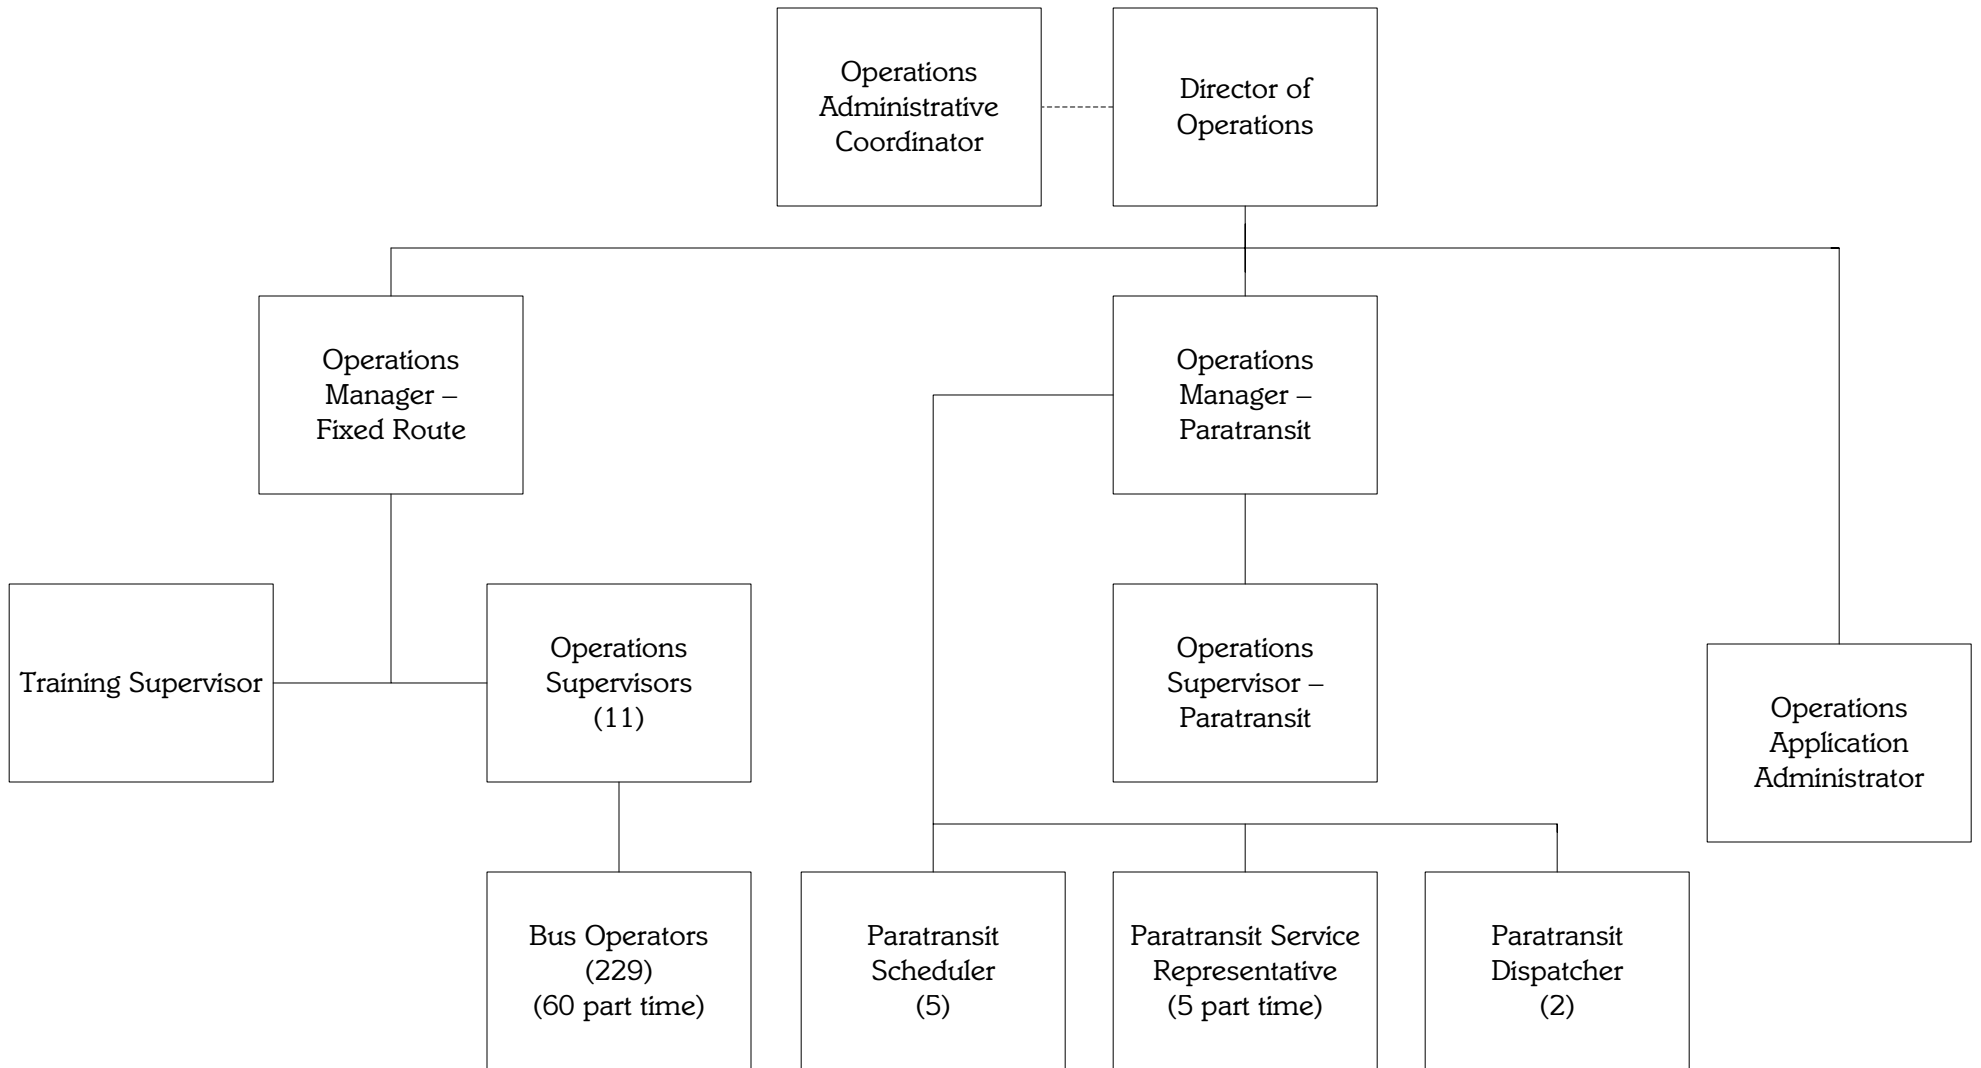 Operations
Administrative
Coordinator
Director of
Operations
Operations
Manager –
Fixed Route
Operations
Manager –
Paratransit
Training Supervisor
Operations
Supervisors
(11)
Operations
Supervisor –
Paratransit
Operations
Application
Administrator
Bus Operators
(229)
(60 part time)
Paratransit
Scheduler
(5)
Paratransit Service
Representative
(5 part time)
Paratransit
Dispatcher
(2)